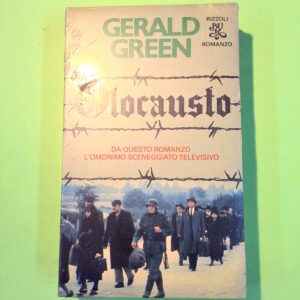 GERALD
GREEN
RIZZOLI
BUR
ROMANZO
Olocausto
DA QUESTO ROMANZO
L'OMONIMO SCENEGGIATO TELEVISIVO